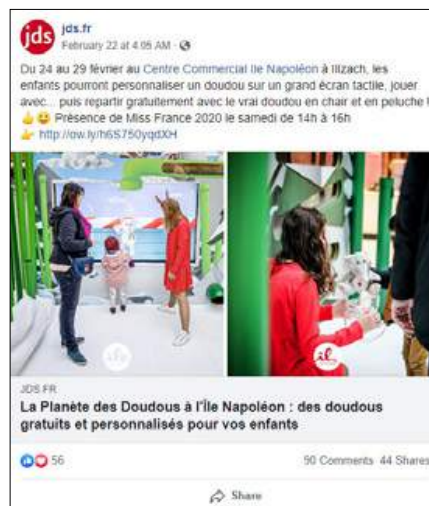 jds
jds.fr
February 22 at 4:05 AM ·
Du 24 au 29 février au Centre Commercial Ile Napoléon à Illzach, les
enfants pourront personnaliser un doudou sur un grand écran tactile, jouer
avec... puis repartir gratuitement avec le vrai doudou en chair et en peluche !
👍😃 Présence de Miss France 2020 le samedi de 14h à 16h
👉 http://ow.ly/h6S750yqdXH
JDS.FR
La Planète des Doudous à l'Île Napoléon : des doudous
gratuits et personnalisés pour vos enfants
56
90 Comments 44 Shares
Share